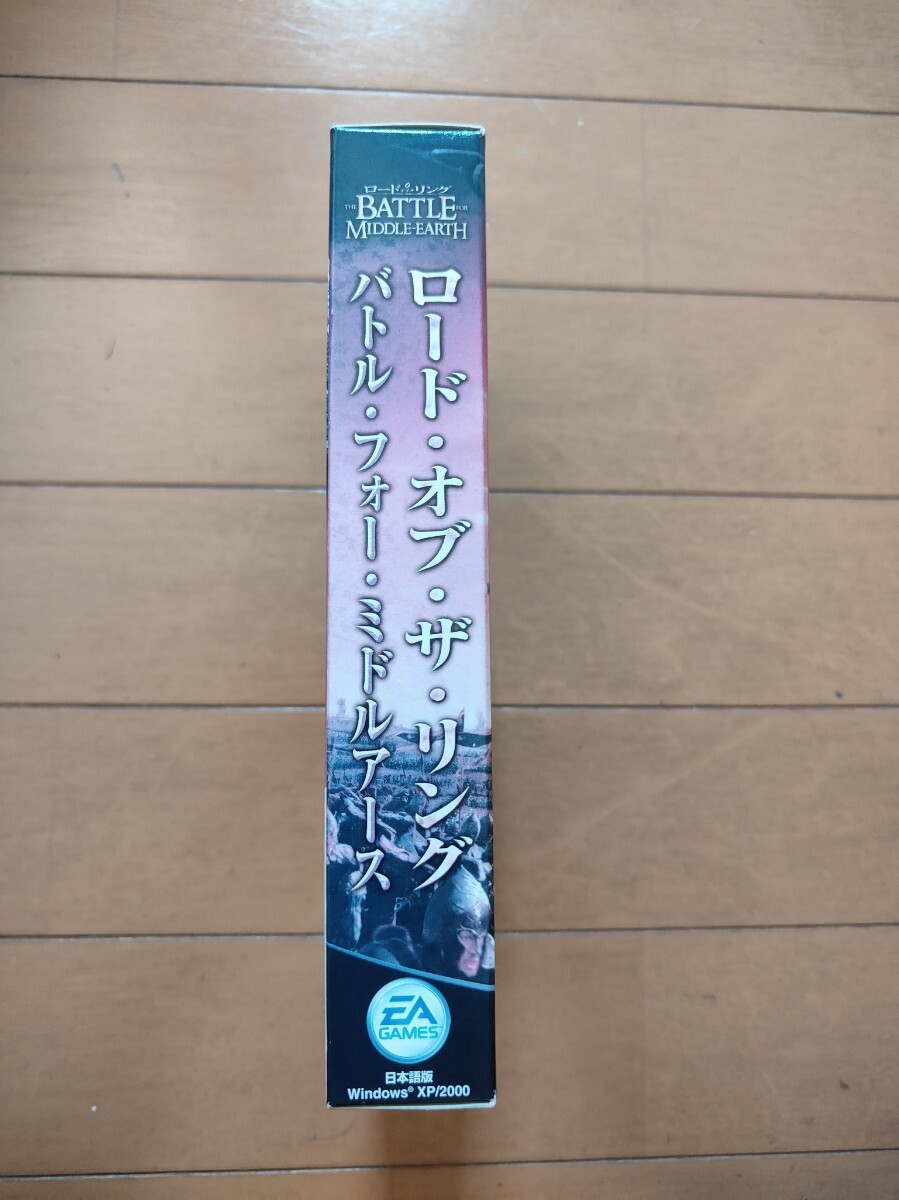 ロード・オブ・ザ・リング
THE BATTLE FOR
MIDDLE-EARTH
ロード・オブ・ザ・リング
バトル・フォー・ミドルアース
EA
GAMES
日本語版
Windows® XP/2000